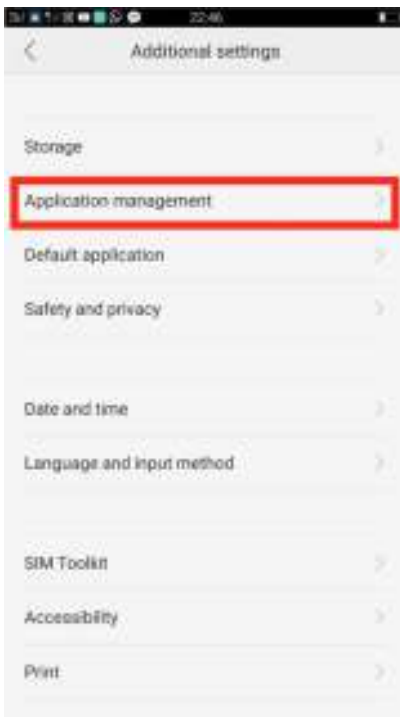 22:46
Additional settings
Storage
Application management
Default application
Safety and privacy
Date and time
Language and input method
SIM Toolkit
Accessibility
Print